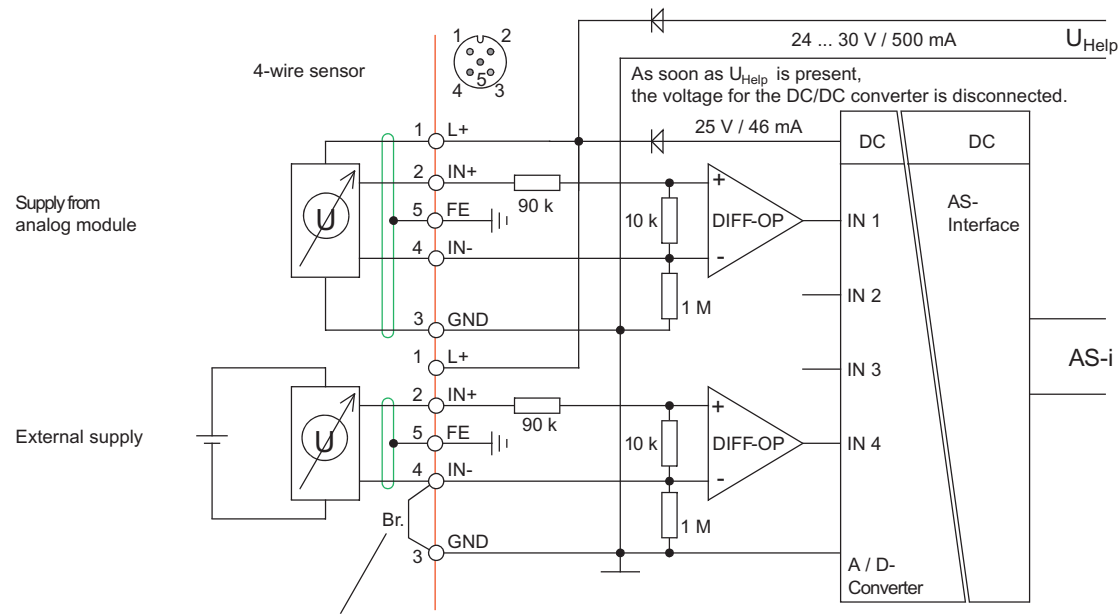 1 2
5
4 3
4-wire sensor
24 ... 30 V / 500 mA
U_Help
As soon as U_Help is present,
the voltage for the DC/DC converter is disconnected.
25 V / 46 mA
Supply from
analog module
U
1 L+
2 IN+
5 FE
4 IN-
3 GND
90 k
10 k
1 M
+
DIFF-OP
-
DC
DC
AS-
Interface
IN 1
IN 2
IN 3
IN 4
A / D-
Converter
AS-i
External supply
U
1 L+
2 IN+
5 FE
4 IN-
Br.
3 GND
90 k
10 k
1 M
+
DIFF-OP
-